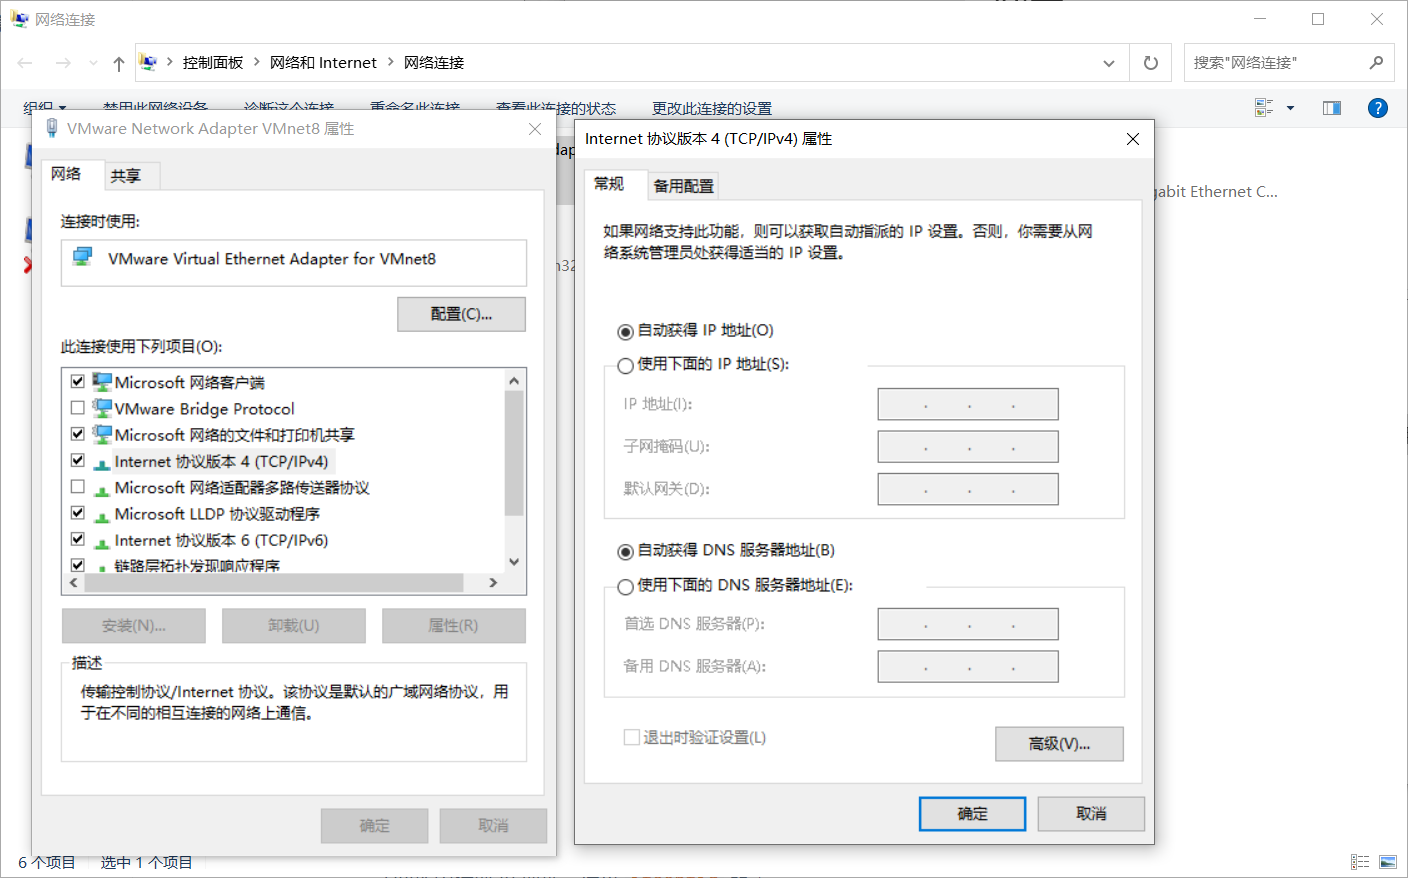 网络连接
控制面板 > 网络和 Internet > 网络连接
搜索"网络连接"
组织 禁用此网络设备 诊断这个连接 重命名此连接 查看此连接的状态 更改此连接的设置
VMware Network Adapter VMnet8 属性
网络 共享
连接时使用:
VMware Virtual Ethernet Adapter for VMnet8
配置(C)...
此连接使用下列项目(O):
Microsoft 网络客户端
VMware Bridge Protocol
Microsoft 网络的文件和打印机共享
Internet 协议版本 4 (TCP/IPv4)
Microsoft 网络适配器多路传送器协议
Microsoft LLDP 协议驱动程序
Internet 协议版本 6 (TCP/IPv6)
链路层拓扑发现响应程序
安装(N)... 卸载(U) 属性(R)
描述
传输控制协议/Internet 协议。该协议是默认的广域网络协议，用
于在不同的相互连接的网络上通信。
确定 取消
Internet 协议版本 4 (TCP/IPv4) 属性
常规 备用配置
如果网络支持此功能，则可以获取自动指派的 IP 设置。否则，你需要从网
络系统管理员处获得适当的 IP 设置。
自动获得 IP 地址(O)
使用下面的 IP 地址(S):
IP 地址(I):
子网掩码(U):
默认网关(D):
自动获得 DNS 服务器地址(B)
使用下面的 DNS 服务器地址(E):
首选 DNS 服务器(P):
备用 DNS 服务器(A):
退出时验证设置(L)
高级(V)...
确定 取消
gabit Ethernet C...
6 个项目 选中 1 个项目